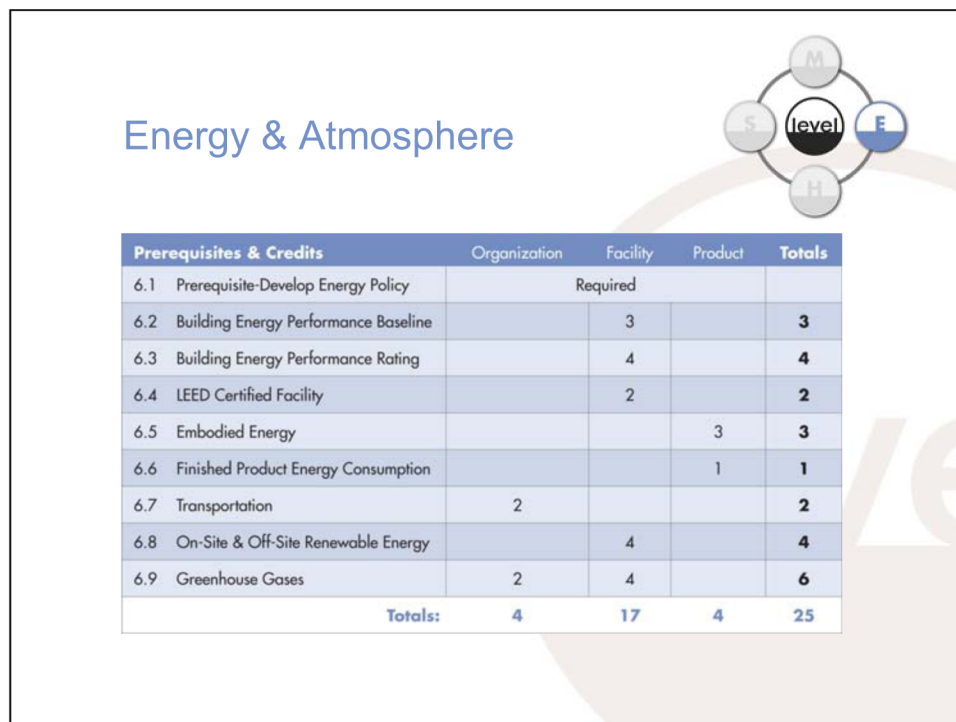 M
Energy & Atmosphere
S level E
H
Prerequisites & Credits Organization Facility Product Totals
6.1 Prerequisite-Develop Energy Policy Required
6.2 Building Energy Performance Baseline 3 3
6.3 Building Energy Performance Rating 4 4
6.4 LEED Certified Facility 2 2
6.5 Embodied Energy 3 3
6.6 Finished Product Energy Consumption 1 1
6.7 Transportation 2 2
6.8 On-Site & Off-Site Renewable Energy 4 4
6.9 Greenhouse Gases 2 4 6
Totals: 4 17 4 25